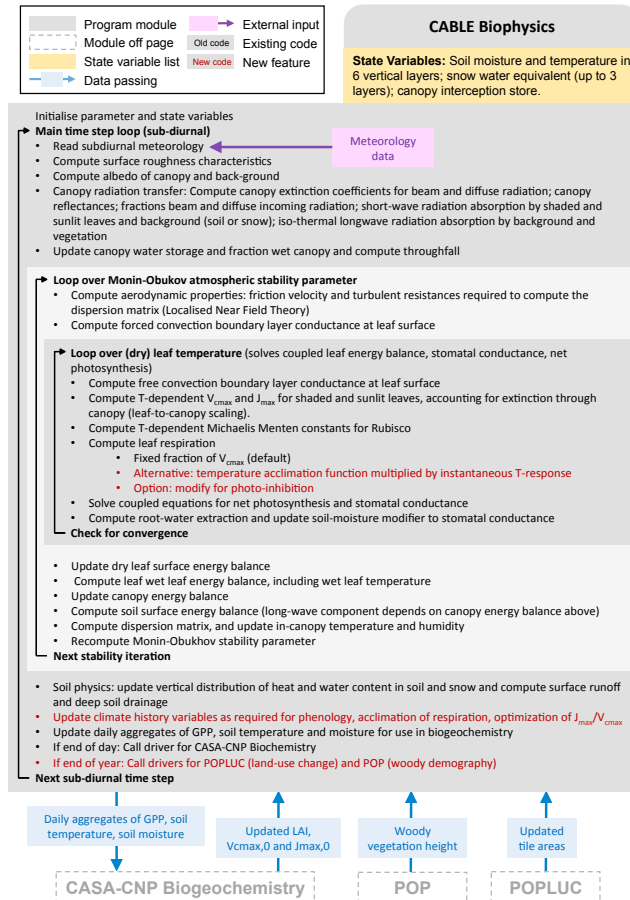 Program module
Module off page
State variable list
Data passing
External input
Old code
Existing code
New code
New feature
CABLE Biophysics
State Variables: Soil moisture and temperature in
6 vertical layers; snow water equivalent (up to 3
layers); canopy interception store.
Initialise parameter and state variables
Main time step loop (sub-diurnal)
• Read subdiurnal meteorology
Meteorology
data
• Compute surface roughness characteristics
• Compute albedo of canopy and back-ground
• Canopy radiation transfer: Compute canopy extinction coefficients for beam and diffuse radiation; canopy
reflectances; fractions beam and diffuse incoming radiation; short-wave radiation absorption by shaded and
sunlit leaves and background (soil or snow); iso-thermal longwave radiation absorption by background and
vegetation
• Update canopy water storage and fraction wet canopy and compute throughfall
Loop over Monin-Obukov atmospheric stability parameter
• Compute aerodynamic properties: friction velocity and turbulent resistances required to compute the
dispersion matrix (Localised Near Field Theory)
• Compute forced convection boundary layer conductance at leaf surface
Loop over (dry) leaf temperature (solves coupled leaf energy balance, stomatal conductance, net
photosynthesis)
• Compute free convection boundary layer conductance at leaf surface
• Compute T-dependent Vcmax and Jmax for shaded and sunlit leaves, accounting for extinction through
canopy (leaf-to-canopy scaling).
• Compute T-dependent Michaelis Menten constants for Rubisco
• Compute leaf respiration
• Fixed fraction of Vcmax (default)
• Alternative: temperature acclimation function multiplied by instantaneous T-response
• Option: modify for photo-inhibition
• Solve coupled equations for net photosynthesis and stomatal conductance
• Compute root-water extraction and update soil-moisture modifier to stomatal conductance
Check for convergence
• Update dry leaf surface energy balance
• Compute leaf wet leaf energy balance, including wet leaf temperature
• Update canopy energy balance
• Compute soil surface energy balance (long-wave component depends on canopy energy balance above)
• Compute dispersion matrix, and update in-canopy temperature and humidity
• Recompute Monin-Obukhov stability parameter
Next stability iteration
• Soil physics: update vertical distribution of heat and water content in soil and snow and compute surface runoff
and deep soil drainage
• Update climate history variables as required for phenology, acclimation of respiration, optimization of Jmax/Vcmax
• Update daily aggregates of GPP, soil temperature and moisture for use in biogeochemistry
• If end of day: Call driver for CASA-CNP Biochemistry
• If end of year: Call drivers for POPLUC (land-use change) and POP (woody demography)
Next sub-diurnal time step
Daily aggregates of GPP, soil
temperature, soil moisture
Updated LAI,
Vcmax,0 and Jmax,0
Woody
vegetation height
Updated
tile areas
CASA-CNP Biogeochemistry
POP
POPLUC